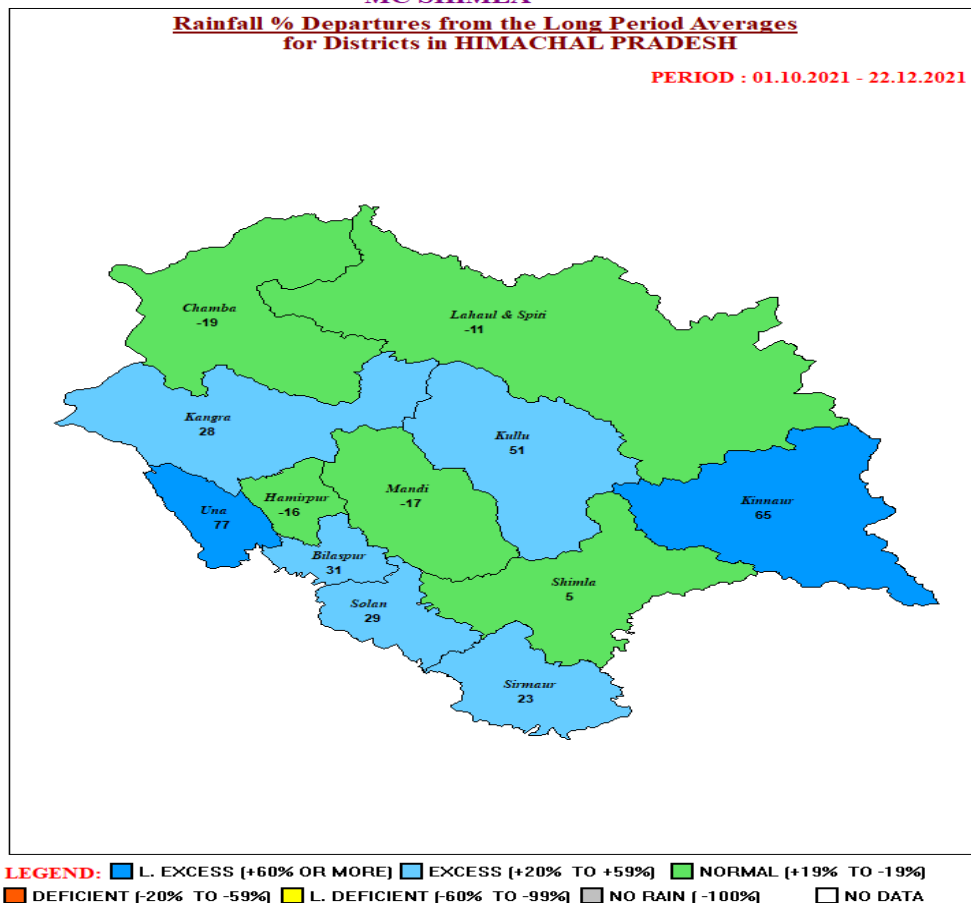 MC SHIMLA
Rainfall % Departures from the Long Period Averages
for Districts in HIMACHAL PRADESH
PERIOD : 01.10.2021 - 22.12.2021
Chamba
-19
Lahaul & Spiti
-11
Kangra
28
Kullu
51
Mandi
-17
Hamirpur
-16
Una
77
Kinnaur
65
Bilaspur
31
Shimla
5
Solan
29
Sirmaur
23
LEGEND: L. EXCESS (+60% OR MORE) EXCESS (+20% TO +59%) NORMAL (+19% TO -19%)
DEFICIENT (-20% TO -59%) L. DEFICIENT (-60% TO -99%) NO RAIN ( -100%) NO DATA